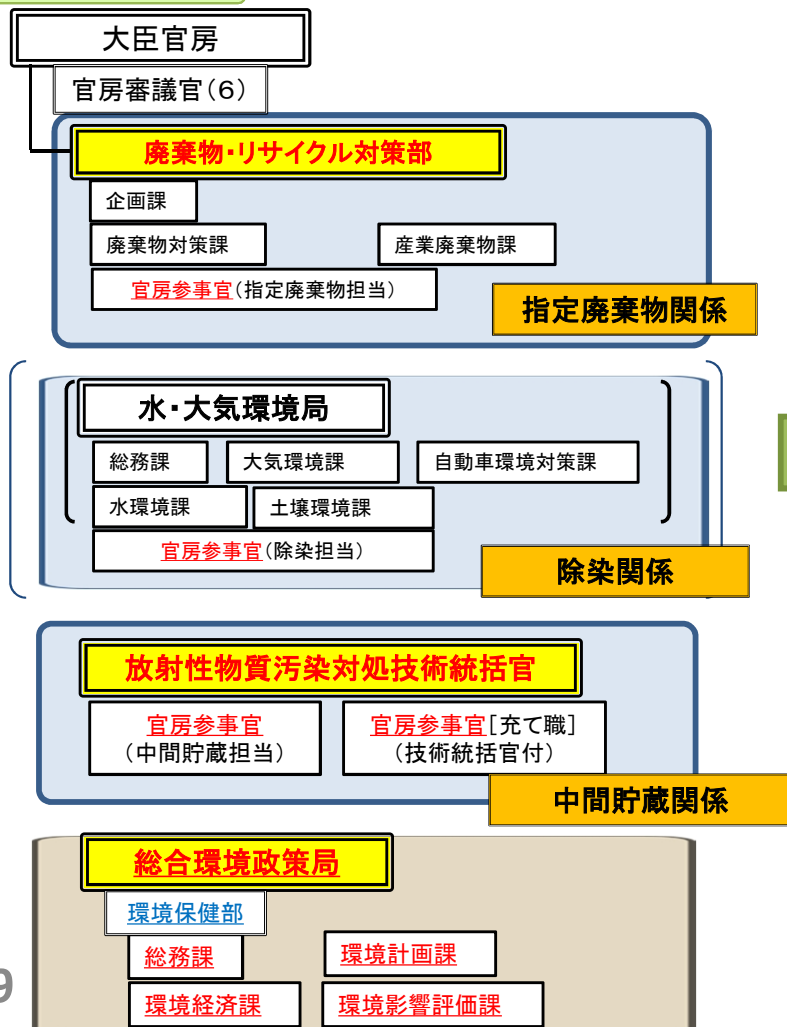 大臣官房
官房審議官(6)
廃棄物・リサイクル対策部
企画課
廃棄物対策課
産業廃棄物課
官房参事官(指定廃棄物担当)
指定廃棄物関係
水・大気環境局
総務課
大気環境課
自動車環境対策課
水環境課
土壌環境課
官房参事官(除染担当)
除染関係
放射性物質汚染対処技術統括官
官房参事官
(中間貯蔵担当)
官房参事官[充て職]
(技術統括官付)
中間貯蔵関係
総合環境政策局
環境保健部
総務課
環境計画課
環境経済課
環境影響評価課
9